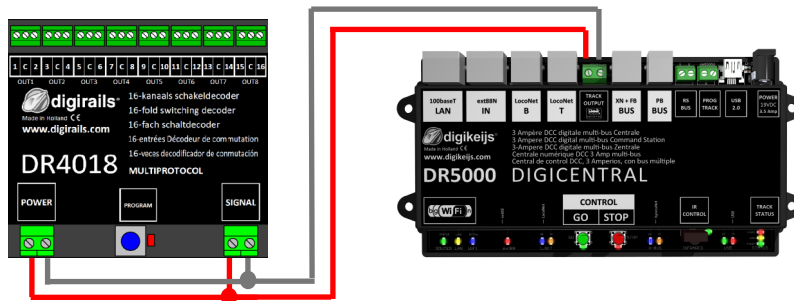 1 C 2 3 C 4 5 C 6 7 C 8 9 C 10 11 C 12 13 C 14 15 C 16
OUT1 OUT2 OUT3 OUT4 OUT5 OUT6 OUT7 OUT8
digirails
Made in Holland CE
www.digirails.com
DR4018
16-kanaals schakeldecoder
16-fold switching decoder
16-fach schaltdecoder
16-entrées Décodeur de commutation
16-veces decodificador de conmutación
MULTIPROTOCOL
POWER
PROGRAM
SIGNAL
100baseT
LAN
ext88N
IN
LocoNet
B
LocoNet
T
TRACK
OUTPUT
XN + FB
BUS
PB
BUS
RS
BUS
PROG
TRACK
USB
2.0
POWER
19VDC
3.5 Amp
digikeijs
Made in Holland CE
www.digikeijs.com
DR5000
3 Ampère DCC digitale multi-bus Centrale
3 Ampere DCC digital multi-bus Command Station
3-Ampere DCC digitale multi-bus Zentrale
Centrale numérique DCC 3 Amp multi-bus
Central de control DCC, 3 Amperios, con bus múltiple
DIGICENTRAL
WiFi
CONTROL
GO STOP
IR
CONTROL
TRACK
STATUS